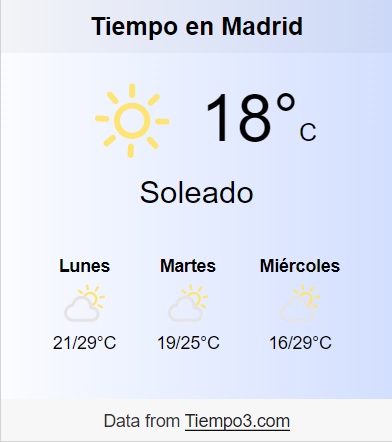 Tiempo en Madrid
18°C
Soleado
Lunes Martes Miércoles
21/29°C 19/25°C 16/29°C
Data from Tiempo3.com